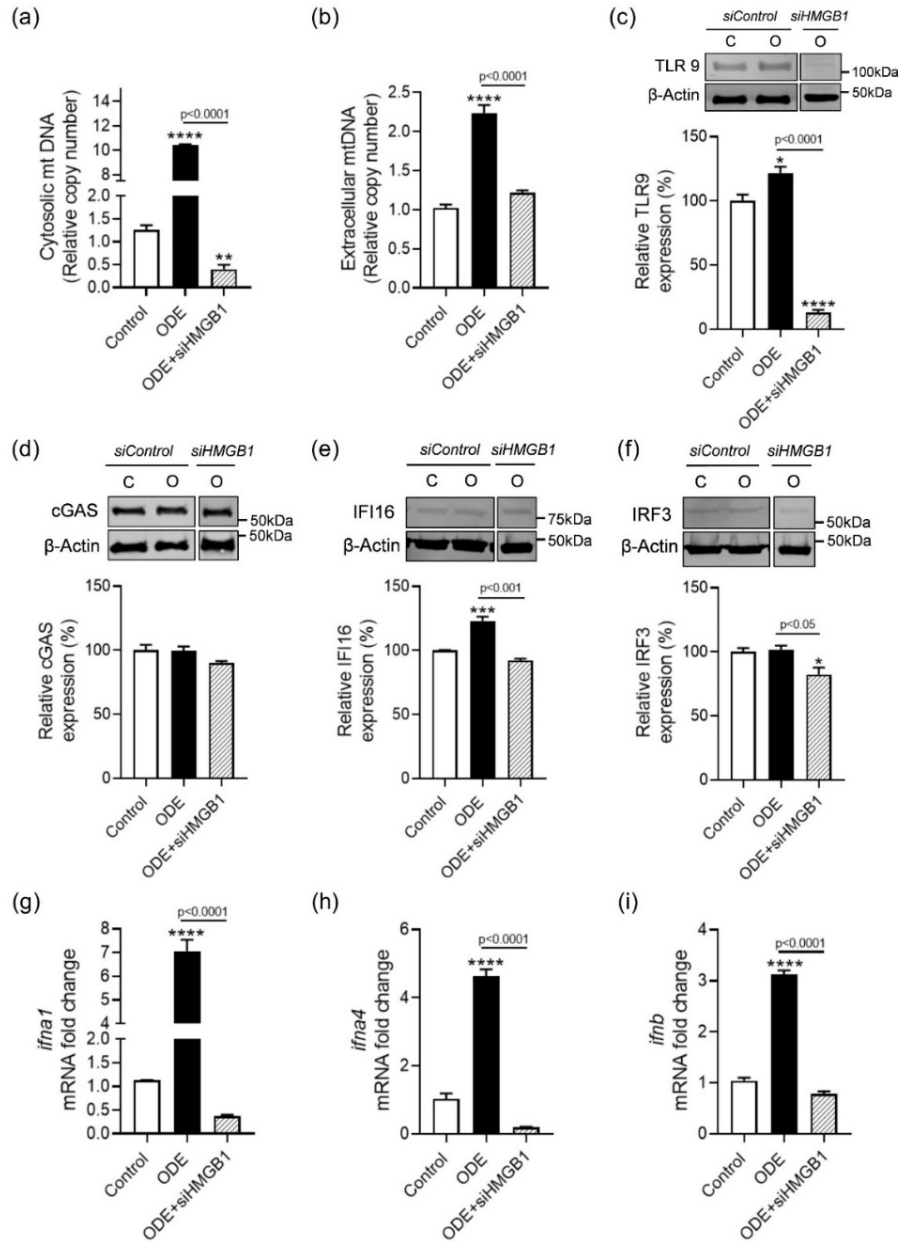 (a)
Cytosolic mt DNA
(Relative copy number)
15.0
12.5
10.0
7.5
5.0
2.0
1.5
1.0
0.5
0.0
p<0.0001
****
**
Control
ODE
ODE+siHMGB1
(b)
Extracellular mtDNA
(Relative copy number)
2.5
2.0
1.5
1.0
0.5
0.0
p<0.0001
****
Control
ODE
ODE+siHMGB1
(c)
siControl siHMGB1
C O O
TLR 9
100kDa
β-Actin
50kDa
Relative TLR9
expression (%)
150
100
50
0
p<0.0001
*
****
Control
ODE
ODE+siHMGB1
(d)
siControl siHMGB1
C O O
cGAS
50kDa
β-Actin
50kDa
Relative cGAS
expression (%)
150
100
50
0
Control
ODE
ODE+siHMGB1
(e)
siControl siHMGB1
C O O
IFI16
75kDa
β-Actin
50kDa
Relative IFI16
expression (%)
150
100
50
0
p<0.001
***
Control
ODE
ODE+siHMGB1
(f)
siControl siHMGB1
C O O
IRF3
50kDa
β-Actin
50kDa
Relative IRF3
expression (%)
150
100
50
0
p<0.05
*
Control
ODE
ODE+siHMGB1
(g)
ifna1
mRNA fold change
8
7
6
5
4
2.0
1.5
1.0
0.5
0.0
p<0.0001
****
Control
ODE
ODE+siHMGB1
(h)
ifna4
mRNA fold change
6
4
2
0
p<0.0001
****
Control
ODE
ODE+siHMGB1
(i)
ifnb
mRNA fold change
4
3
2
1
0
p<0.0001
****
Control
ODE
ODE+siHMGB1